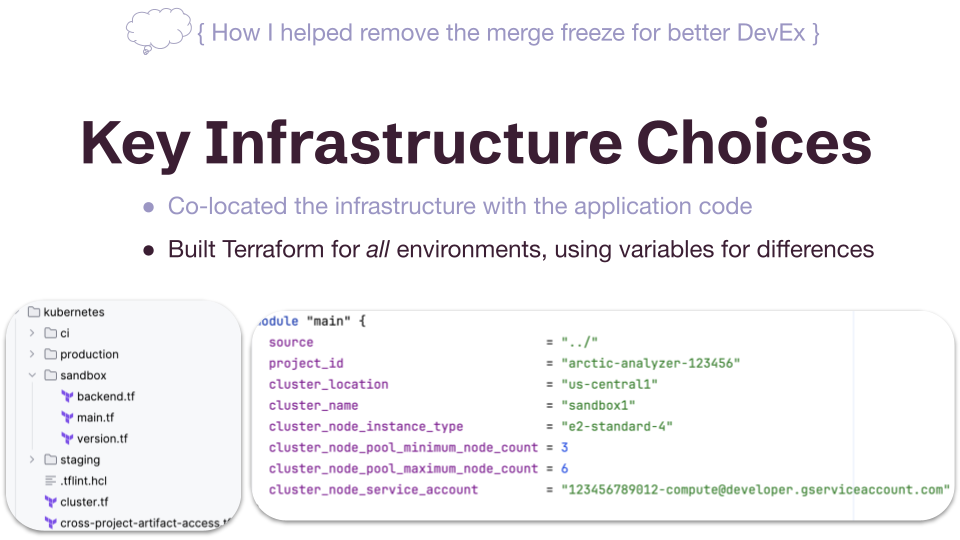 { How I helped remove the merge freeze for better DevEx }
Key Infrastructure Choices
● Co-located the infrastructure with the application code
● Built Terraform for all environments, using variables for differences
kubernetes
ci
production
sandbox
backend.tf
main.tf
version.tf
staging
.tflint.hcl
cluster.tf
cross-project-artifact-access.tf
odule "main" {
source = "../"
project_id = "arctic-analyzer-123456"
cluster_location = "us-central1"
cluster_name = "sandbox1"
cluster_node_instance_type = "e2-standard-4"
cluster_node_pool_minimum_node_count = 3
cluster_node_pool_maximum_node_count = 6
cluster_node_service_account = "123456789012-compute@developer.gserviceaccount.com"